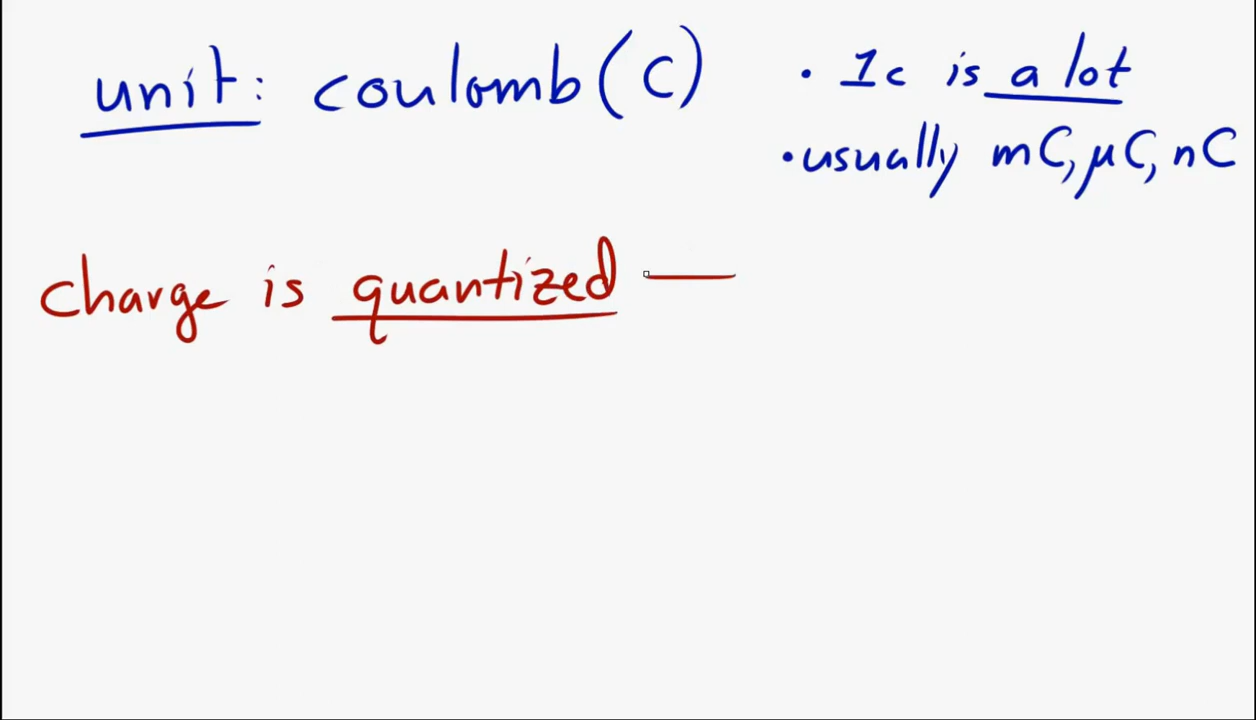 unit: coulomb (C)
• 1c is a lot
• usually mC, μC, nC
charge is quantized —